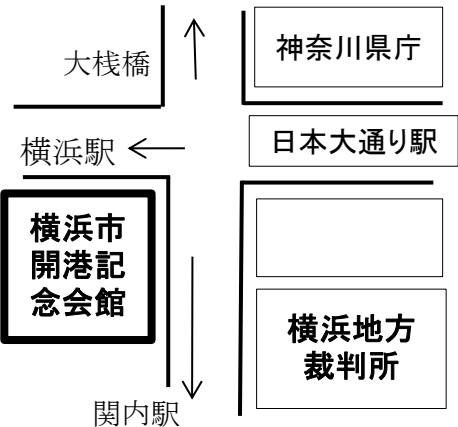 神奈川県庁
大桟橋
日本大通り駅
横浜駅
横浜市
開港記
念会館
横浜地方
裁判所
関内駅